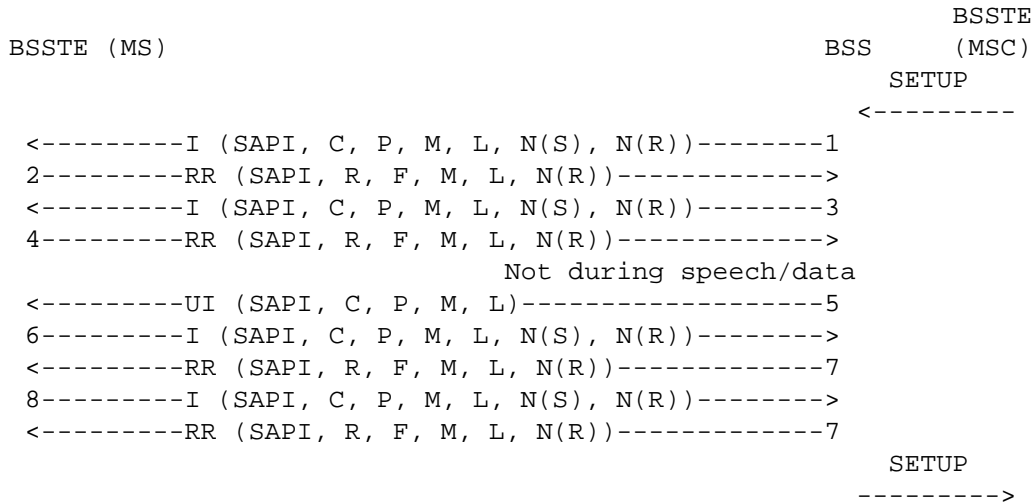 BSSTE
BSSTE (MS)                                            BSS     (MSC)
                                                          SETUP
                                                        <---------
 <---------I (SAPI, C, P, M, L, N(S), N(R))--------1
 2---------RR (SAPI, R, F, M, L, N(R))------------->
 <---------I (SAPI, C, P, M, L, N(S), N(R))--------3
 4---------RR (SAPI, R, F, M, L, N(R))------------->
                                Not during speech/data
 <---------UI (SAPI, C, P, M, L)-------------------5
 6---------I (SAPI, C, P, M, L, N(S), N(R))-------->
 <---------RR (SAPI, R, F, M, L, N(R))-------------7
 8---------I (SAPI, C, P, M, L, N(S), N(R))-------->
 <---------RR (SAPI, R, F, M, L, N(R))-------------7
                                                          SETUP
                                                        --------->